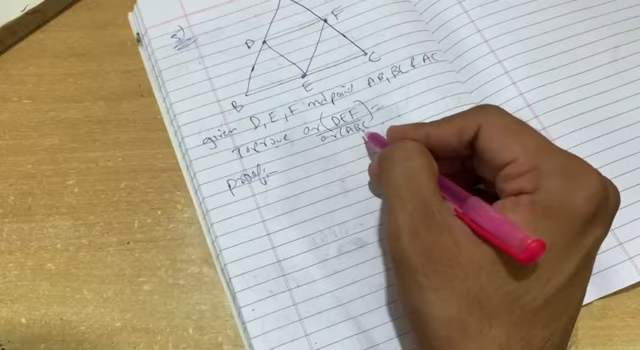 5)
D
F
E
C
B
given D, E, F midpoint AB, BC & AC
To prove ar(DEF) =
ar(ABC
Proof:-